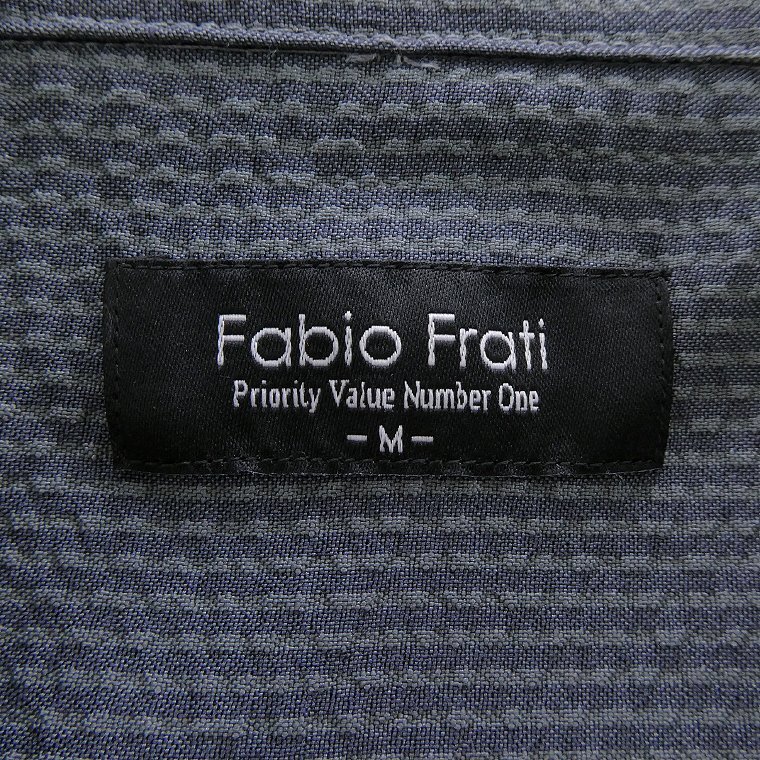 Fabio Frati
Priority Value Number One
-M-